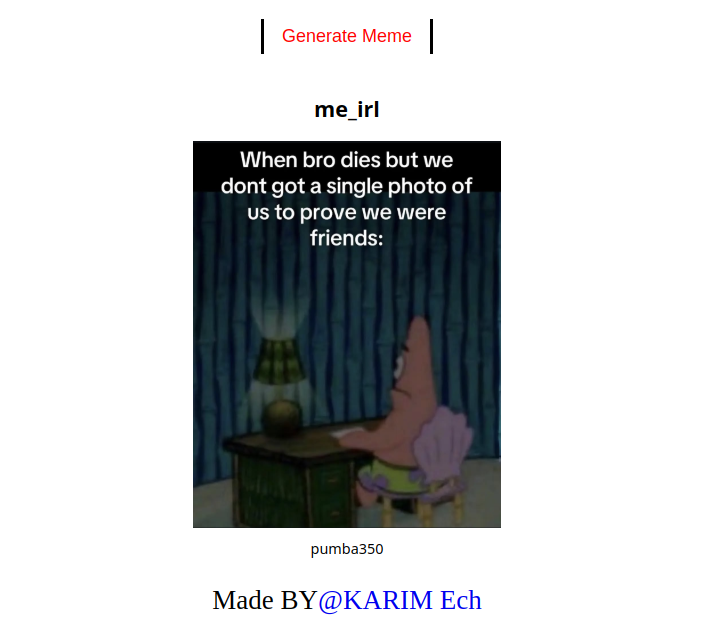 Generate Meme
me_irl
When bro dies but we
dont got a single photo of
us to prove we were
friends:
pumba350
Made BY@KARIM Ech